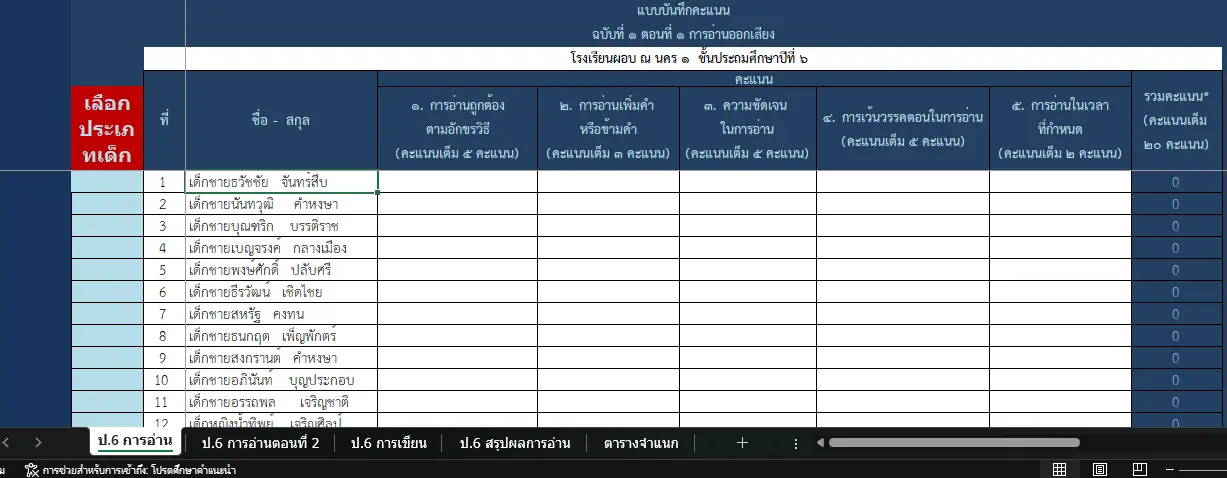 แบบบันทึกคะแนน
ฉบับที่ ๑ ตอนที่ ๑ การอ่านออกเสียง
โรงเรียนผอบ ณ นคร ๑ ชั้นประถมศึกษาปีที่ ๖
เลือก
ประเภ
ทเด็ก
ที่
ชื่อ - สกุล
คะแนน
๑. การอ่านถูกต้อง
ตามอักขรวิธี
(คะแนนเต็ม ๕ คะแนน)
๒. การอ่านเพิ่มคำ
หรือข้ามคำ
(คะแนนเต็ม ๓ คะแนน)
๓. ความชัดเจน
ในการอ่าน
(คะแนนเต็ม ๕ คะแนน)
๔. การเว้นวรรคตอนในการอ่าน
(คะแนนเต็ม ๕ คะแนน)
๕. การอ่านในเวลา
ที่กำหนด
(คะแนนเต็ม ๒ คะแนน)
รวมคะแนน*
(คะแนนเต็ม
๒๐ คะแนน)
1 เด็กชายธวัชชัย จันทร์สืบ 0
2 เด็กชายนันทวุฒิ คำหงษา 0
3 เด็กชายบุณฑริก บรรติราช 0
4 เด็กชายเบญจรงค์ กลางเมือง 0
5 เด็กชายพงษ์ศักดิ์ ปลับศรี 0
6 เด็กชายธีรวัฒน์ เชิดไชย 0
7 เด็กชายสหรัฐ คงทน 0
8 เด็กชายธนกฤต เพ็ญพักตร์ 0
9 เด็กชายสงกรานต์ คำหงษา 0
10 เด็กชายอภินันท์ บุญประกอบ 0
11 เด็กชายอรรถพล เจริญชาติ 0
12 เด็กหญิงน้ำทิพย์ เจริญศิลป์ 0
ป.6 การอ่าน ป.6 การอ่านตอนที่ 2 ป.6 การเขียน ป.6 สรุปผลการอ่าน ตารางจำแนก
การช่วยสำหรับการเข้าถึง: โปรดศึกษาคำแนะนำ